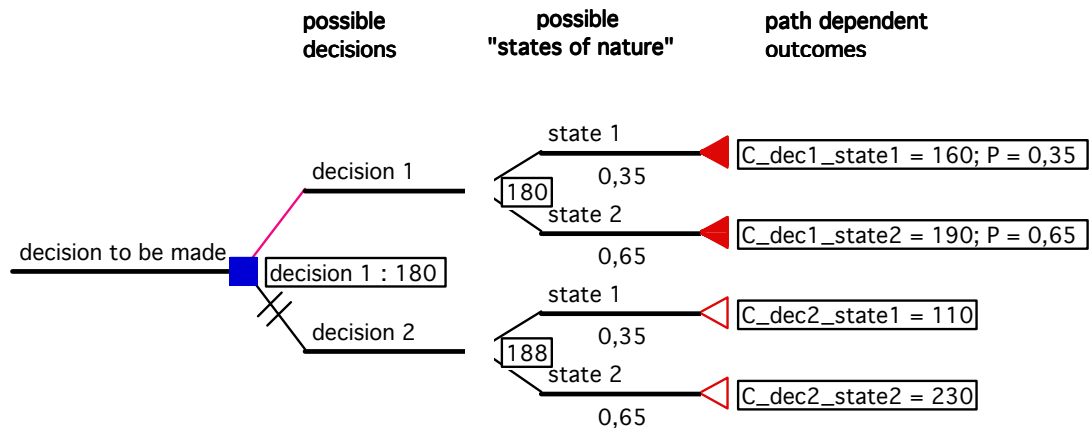 possible
decisions
possible
"states of nature"
path dependent
outcomes
state 1
C_dec1_state1 = 160; P = 0,35
decision 1
0,35
180
state 2
C_dec1_state2 = 190; P = 0,65
decision to be made
0,65
decision 1 : 180
state 1
C_dec2_state1 = 110
decision 2
0,35
188
state 2
C_dec2_state2 = 230
0,65